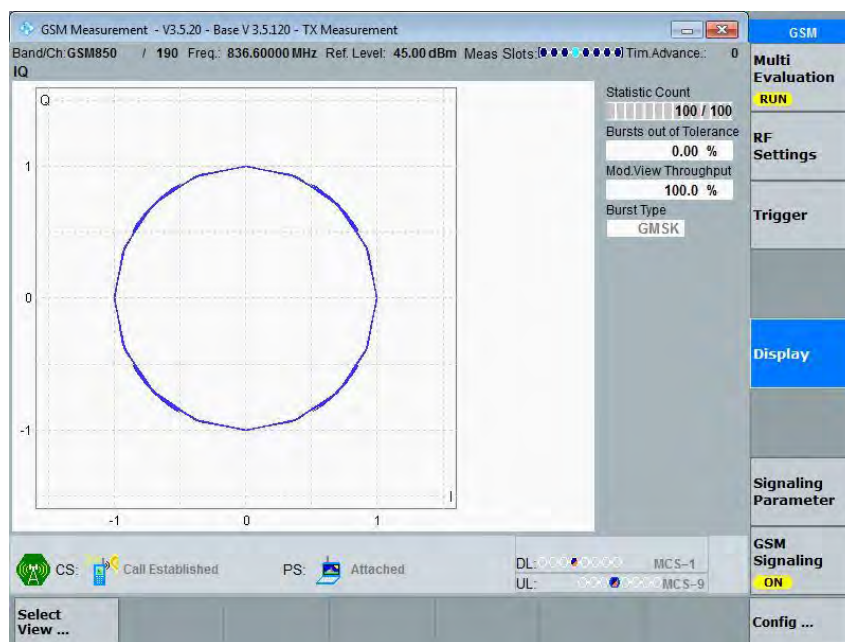 GSM Measurement - V3.5.20 - Base V 3.5.120 - TX Measurement
GSM
Band/Ch:GSM850 / 190 Freq.: 836.60000 MHz Ref. Level: 45.00 dBm Meas Slots: Tim.Advance.: 0
IQ
Multi
Evaluation
RUN
Q
Statistic Count
100 / 100
Bursts out of Tolerance
0.00 %
Mod.View Throughput
100.0 %
Burst Type
GMSK
RF
Settings
Trigger
1
0
-1
I
-1 0 1
Display
Signaling
Parameter
CS: Call Established PS: Attached
DL: MCS-1
UL: MCS-9
GSM
Signaling
ON
Select
View ...
Config ...